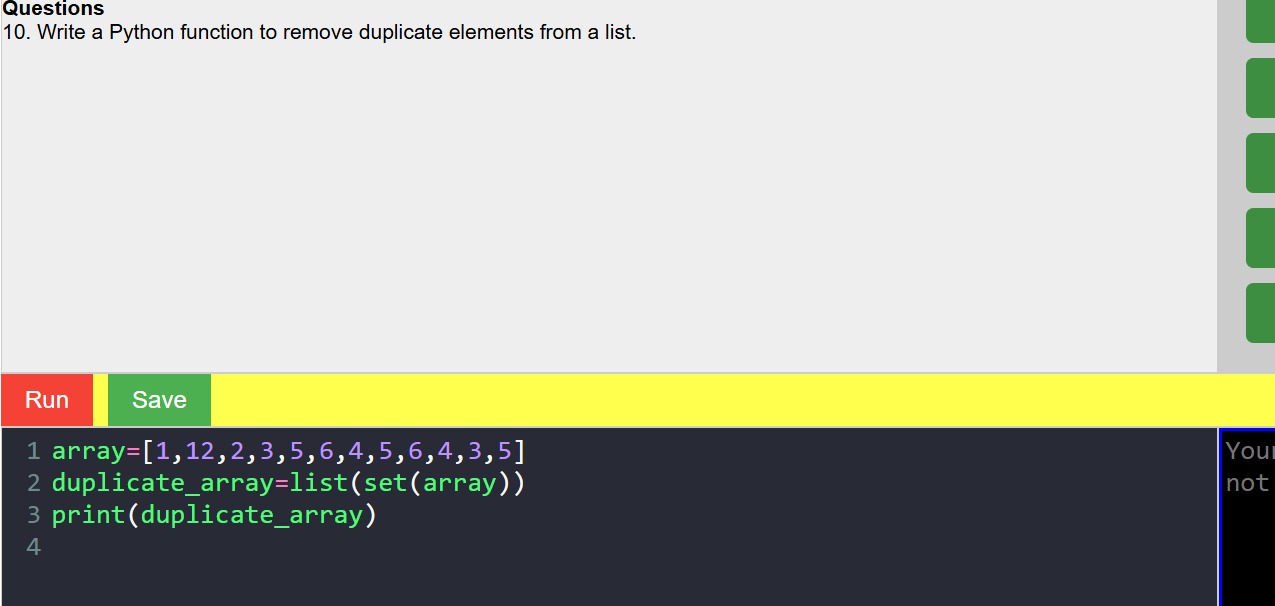 Questions
10. Write a Python function to remove duplicate elements from a list.
Run
Save
1 array=[1,12,2,3,5,6,4,5,6,4,3,5]
2 duplicate_array=list(set(array))
3 print(duplicate_array)
4
not